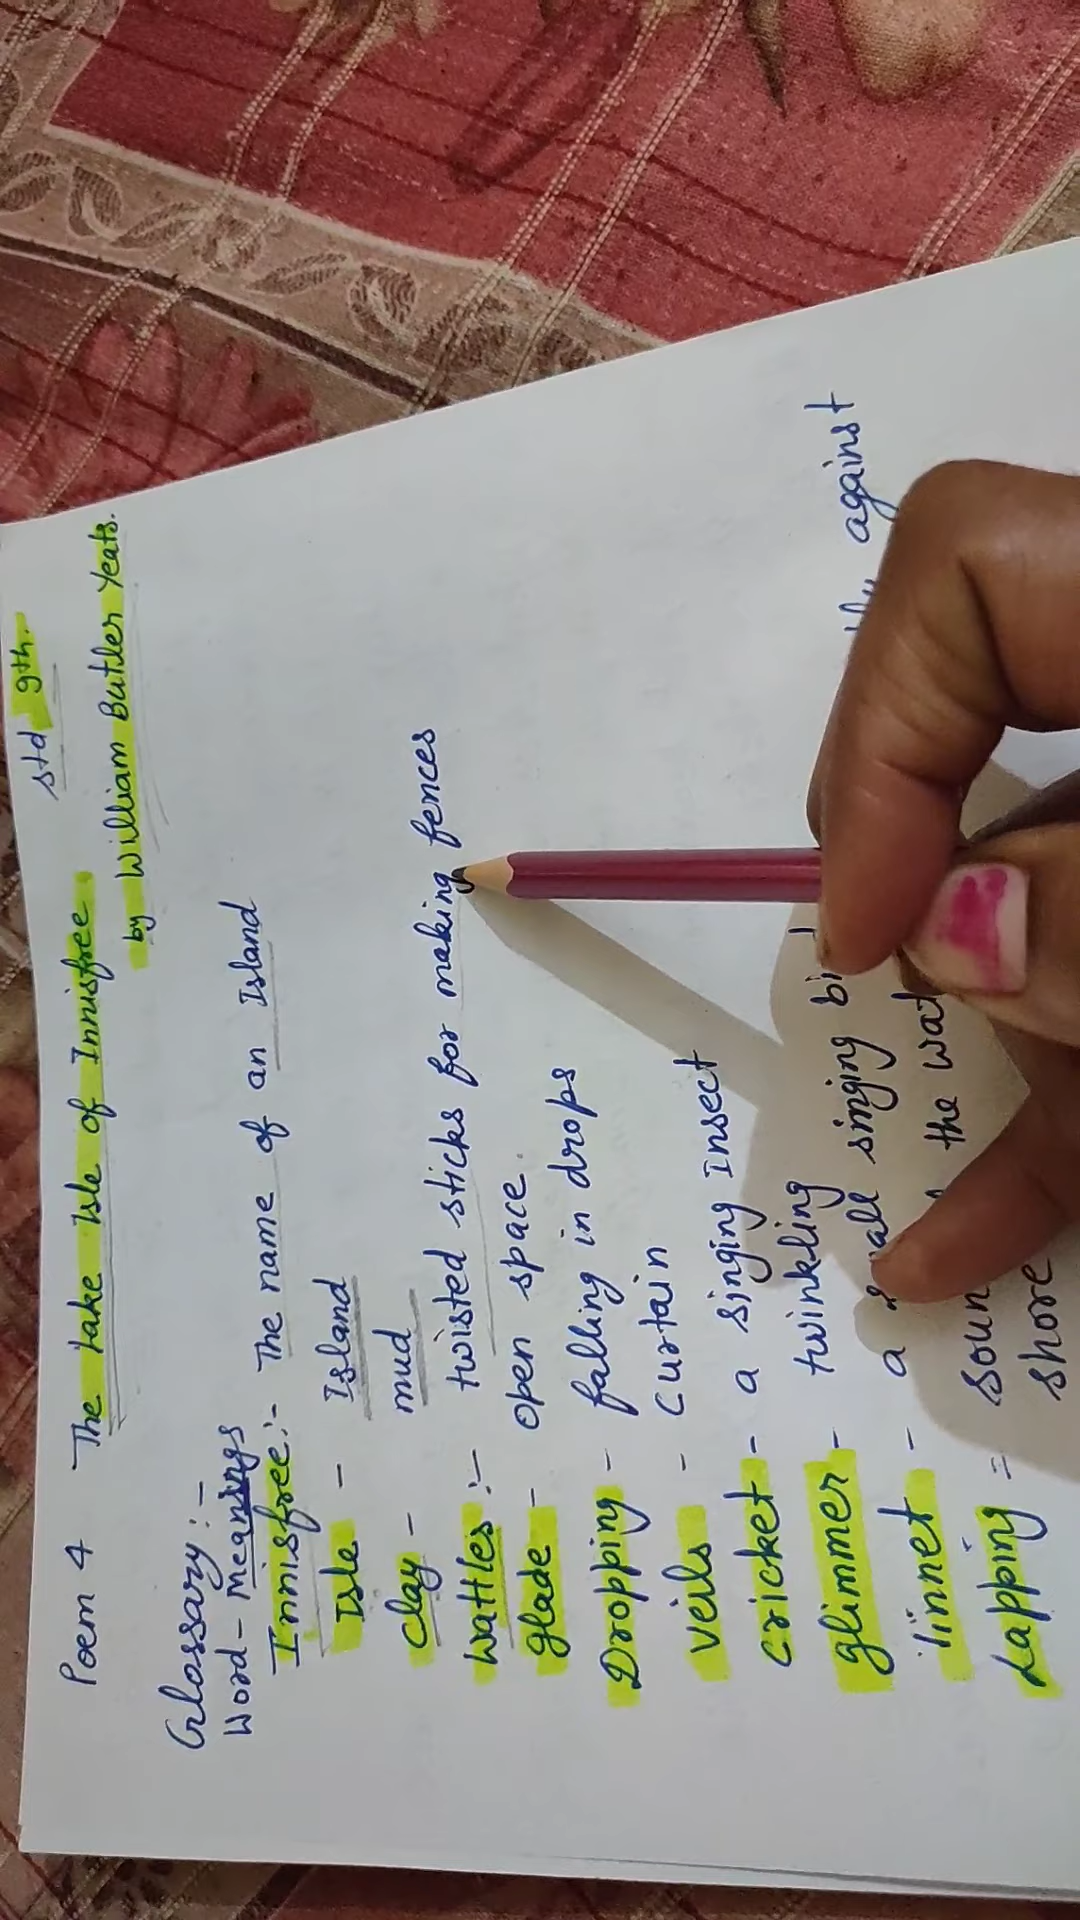 std 9th.
Poem 4 The Lake Isle of Innisfree.
by William Butler Yeats.
Glossary:-
Word-Meanings
Innisfree:- The name of an Island
Isle - Island
clay - mud
Wattles:- twisted sticks for making fences
glade - open space.
Dropping - falling in drops
veils - curtain
cricket - a singing insect
glimmer - twinkling
linnet - a small singing
Lapping = against
the
shore